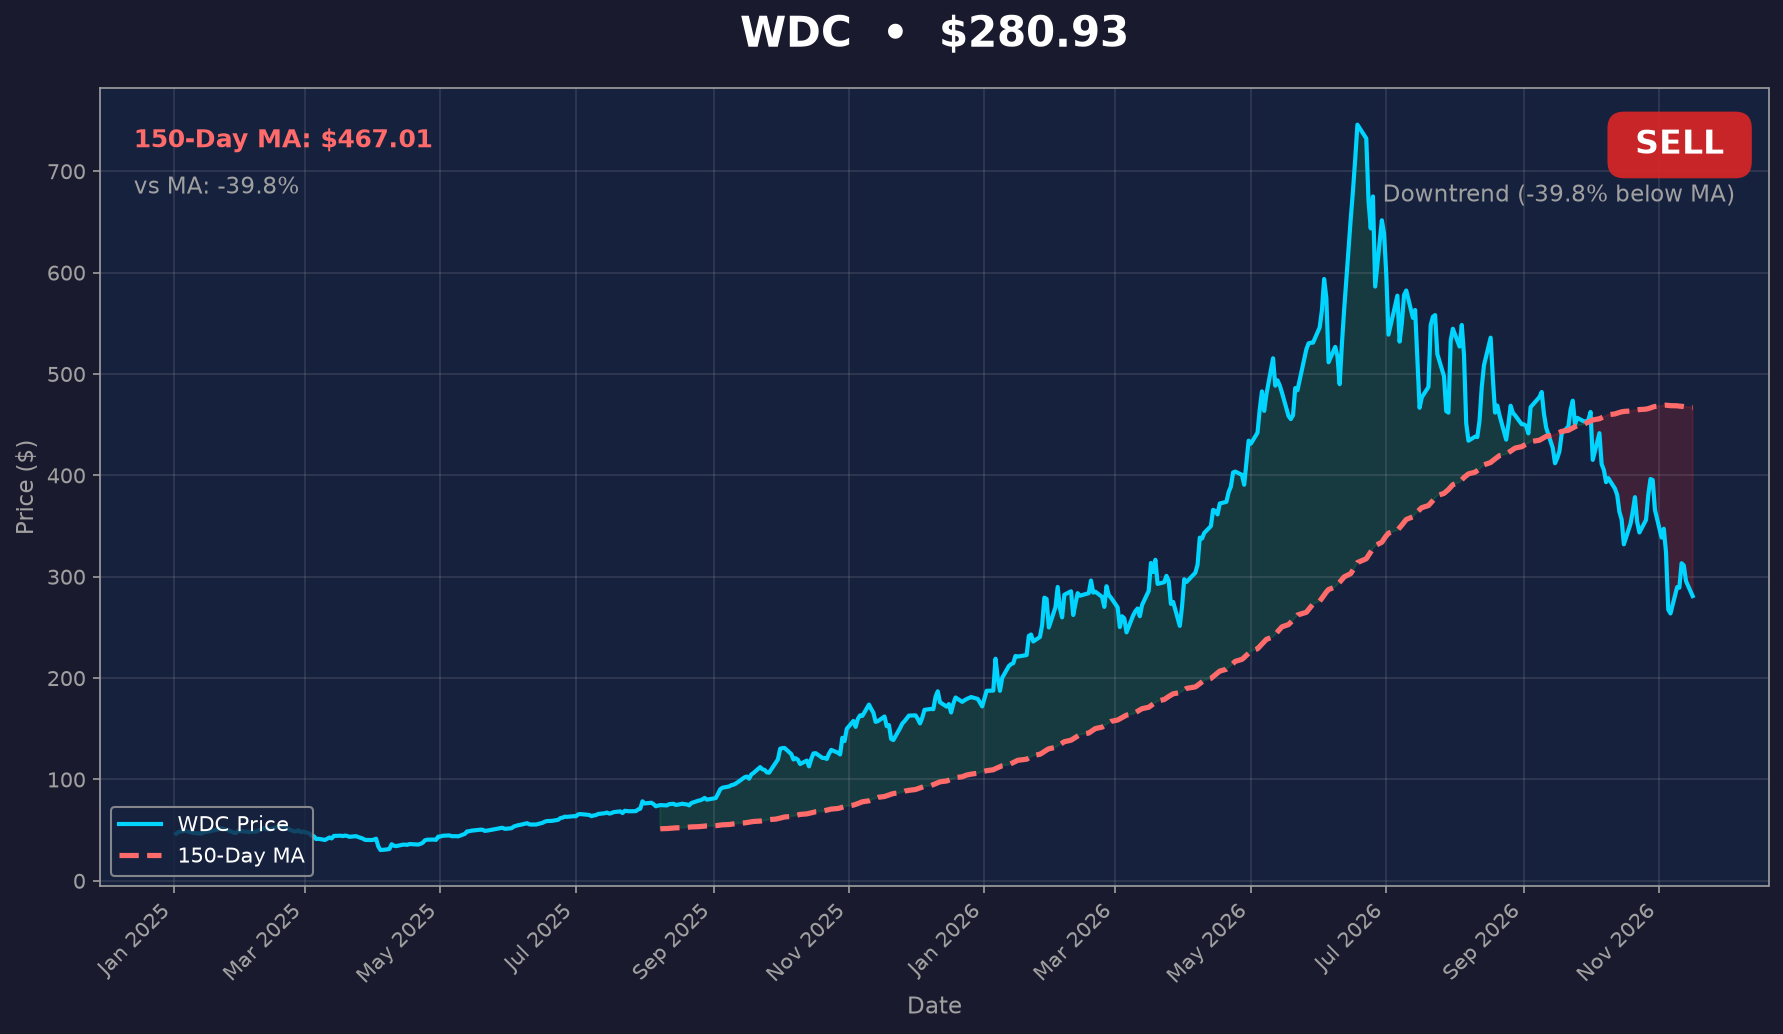 WDC • $280.93
150-Day MA: $467.01
vs MA: -39.8%
SELL
Downtrend (-39.8% below MA)
Price ($)
700
600
500
400
300
200
100
0
WDC Price
150-Day MA
Jan 2025
Mar 2025
May 2025
Jul 2025
Sep 2025
Nov 2025
Jan 2026
Mar 2026
May 2026
Jul 2026
Sep 2026
Nov 2026
Date